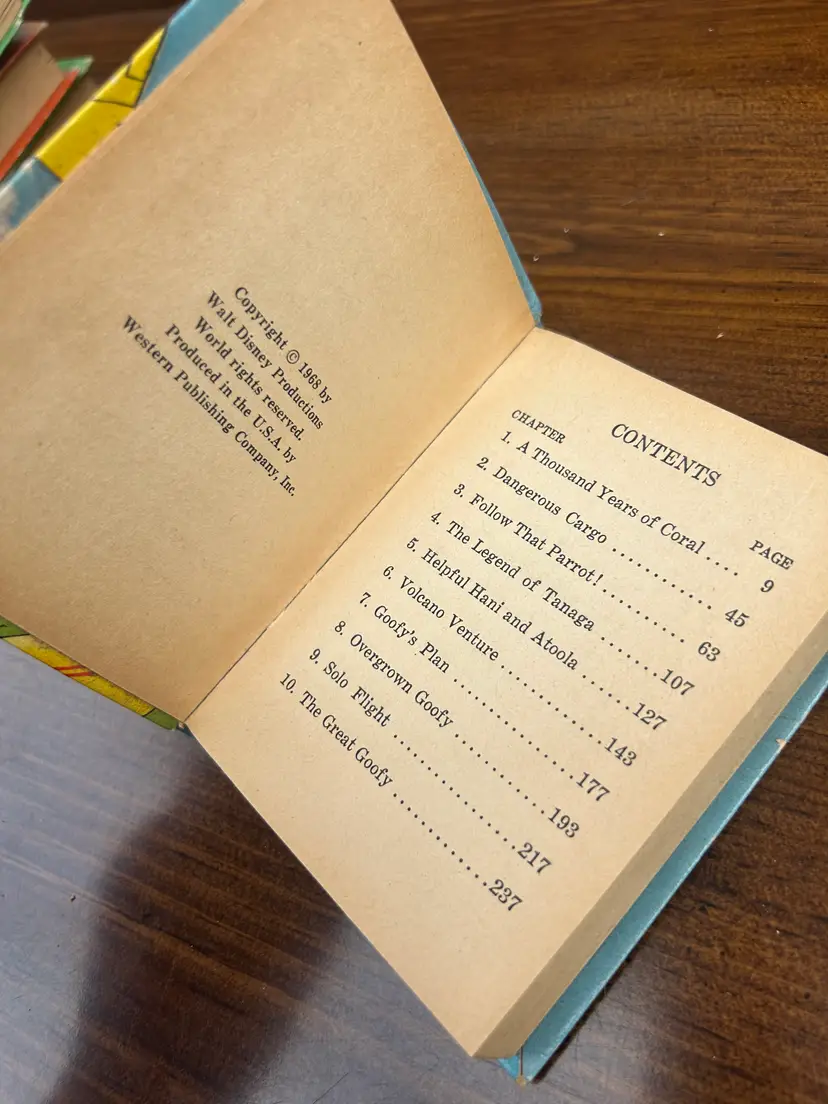 Copyright © 1968 by
Walt Disney Productions
World rights reserved.
Produced in the U.S.A. by
Western Publishing Company, Inc.
CONTENTS
CHAPTER PAGE
1. A Thousand Years of Coral .... 9
2. Dangerous Cargo ............. 45
3. Follow That Parrot! ........... 63
4. The Legend of Tanaga ........107
5. Helpful Hani and Atoola ......127
6. Volcano Venture ..............143
7. Goofy's Plan .................177
8. Overgrown Goofy .............193
9. Solo Flight ..................217
10. The Great Goofy ..............237